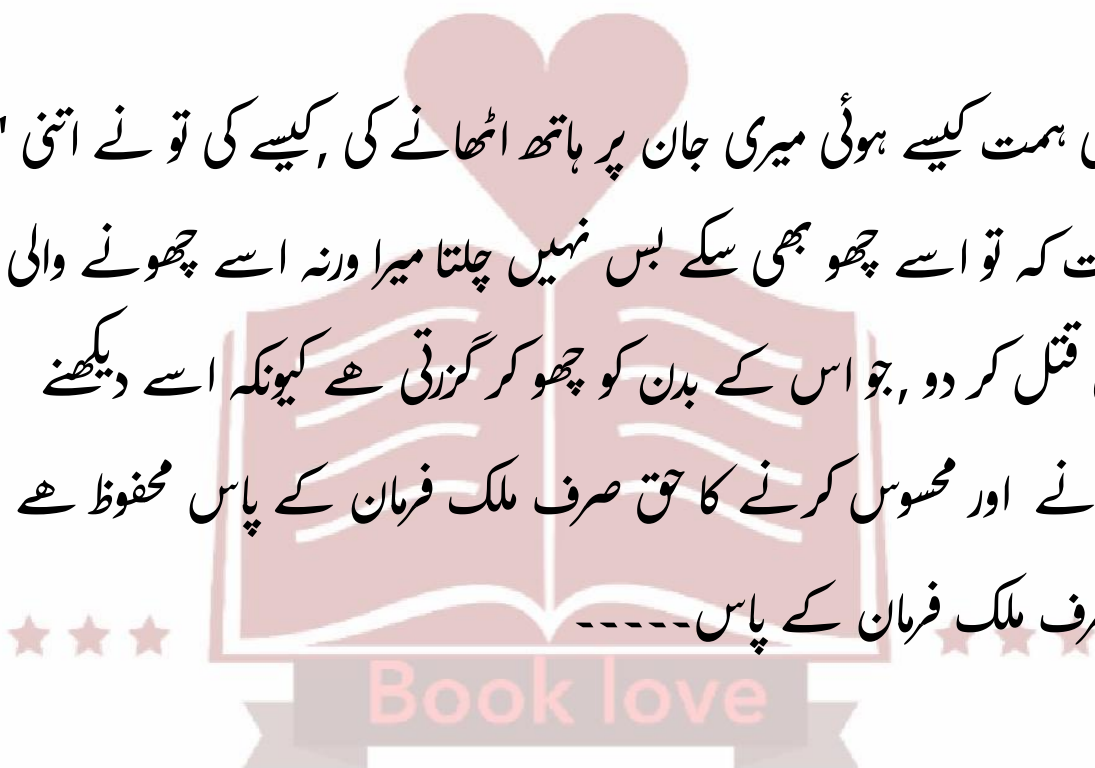 ہمت کیسے ہوئی میری جان پر ہاتھ اٹھانے کی ,کیسے کی تو نے اتنی "
کہ تو اسے چھو بھی سکے بس نہیں چلتا میرا ورنہ اسے چھونے والی
قتل کر دو ,جو اس کے بدن کو چھو کر گزرتی ھے کیونکہ اسے دیکھنے
اور محسوس کرنے کا حق صرف ملک فرمان کے پاس محفوظ ھے
ملک فرمان کے پاس-----
Book love